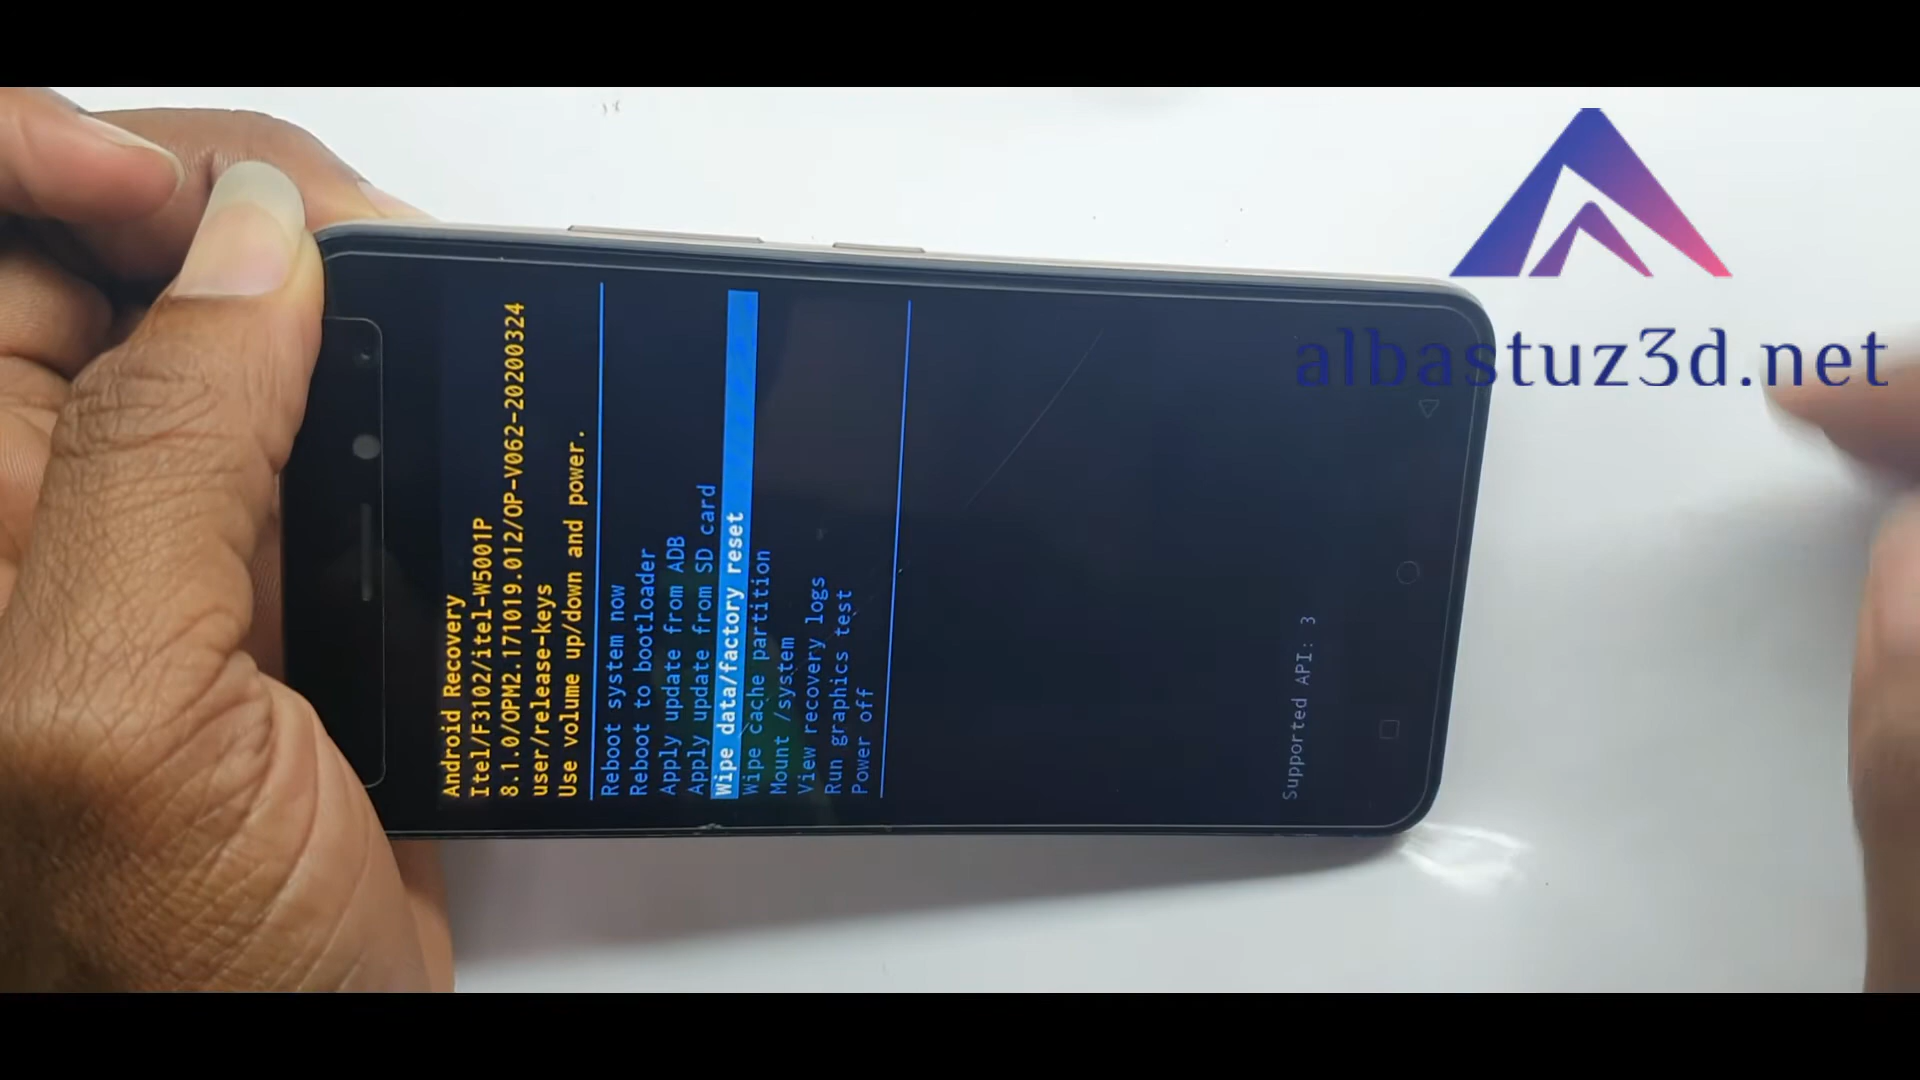 Android Recovery
Itel/F3102/itel-W5001P
8.1.0/OPM2.171019.012/OP-V062-20200324
user/release-keys
Use volume up/down and power.
Reboot system now
Reboot to bootloader
Apply update from ADB
Apply update from SD card
Wipe data/factory reset
Wipe cache partition
Mount /system
View recovery logs
Run graphics test
Power off
Supported API: 3
albastuz3d.net